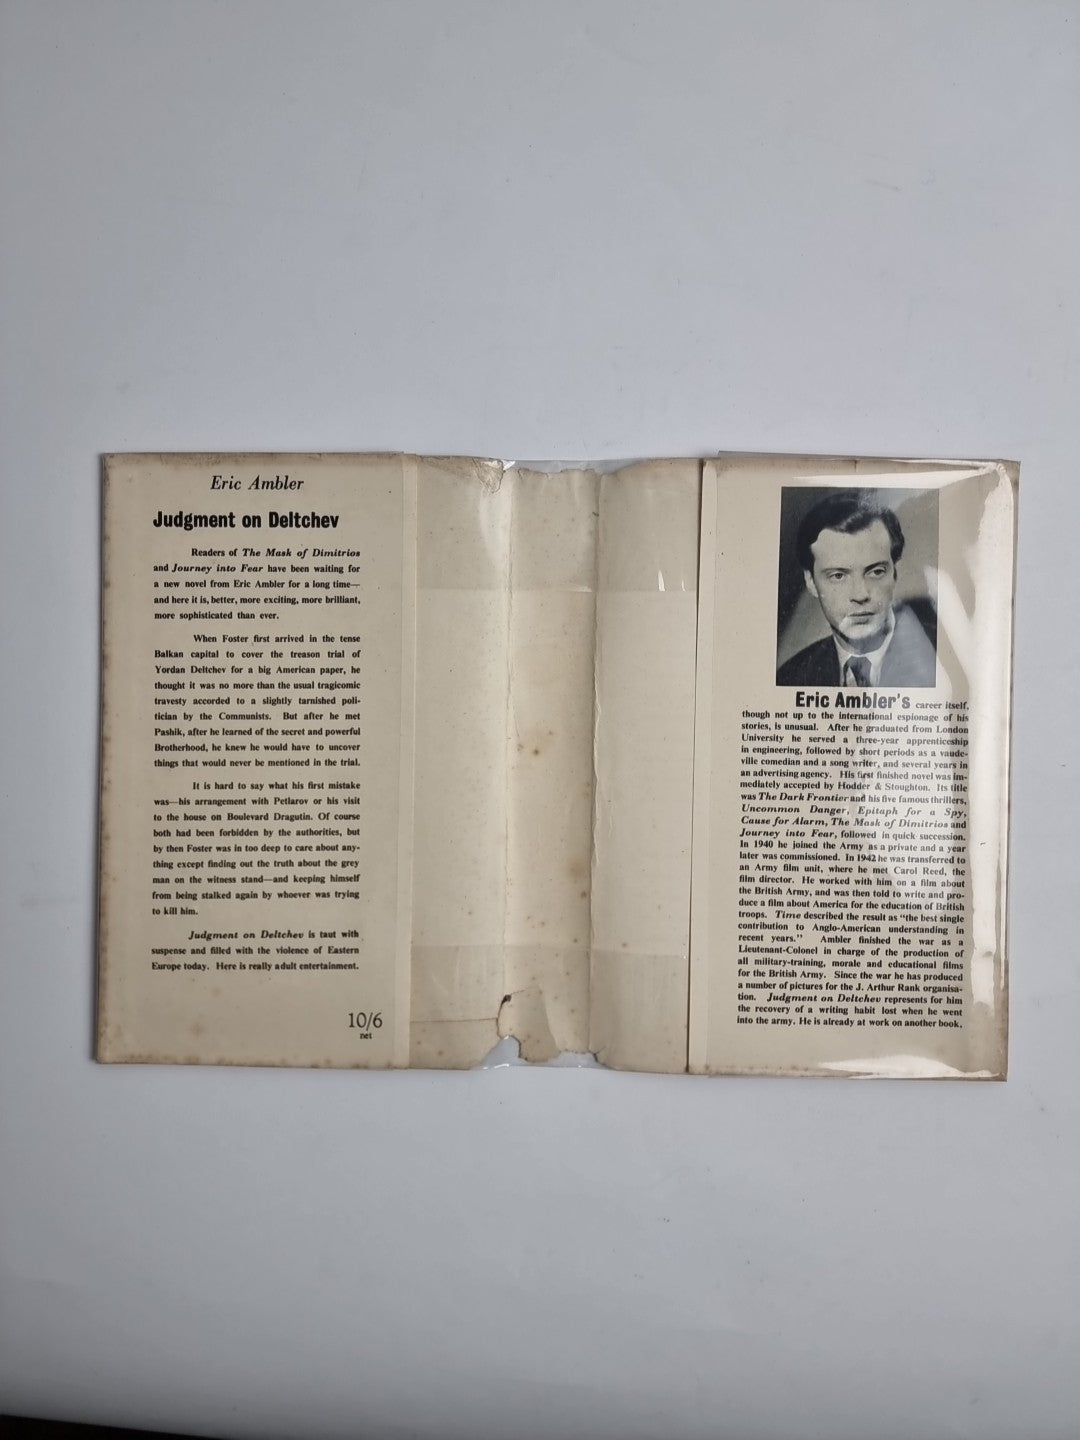 Eric Ambler
Judgment on Deltchev
Readers of The Mask of Dimitrios
and Journey into Fear have been waiting for
a new novel from Eric Ambler for a long time—
and here it is, better, more exciting, more brilliant,
more sophisticated than ever.
When Foster first arrived in the tense
Balkan capital to cover the treason trial of
Yordan Deltchev for a big American paper, he
thought it was no more than the usual tragicomic
travesty accorded to a slightly tarnished poli-
tician by the Communists. But after he met
Pashik, after he learned of the secret and powerful
Brotherhood, he knew he would have to uncover
things that would never be mentioned in the trial.
It is hard to say what his first mistake
was—his arrangement with Petlarov or his visit
to the house on Boulevard Dragutin. Of course
both had been forbidden by the authorities, but
by then Foster was in too deep to care about any-
thing except finding out the truth about the grey
man on the witness stand—and keeping himself
from being stalked again by whoever was trying
to kill him.
Judgment on Deltchev is taut with
suspense and filled with the violence of Eastern
Europe today. Here is really adult entertainment.
10/6
net
Eric Ambler's career itself,
though not up to the international espionage of his
stories, is unusual. After he graduated from London
University he served a three-year apprenticeship
in engineering, followed by short periods as a vaude-
ville comedian and a song writer, and several years in
an advertising agency. His first finished novel was im-
mediately accepted by Hodder & Stoughton. Its title
was The Dark Frontier and his five famous thrillers,
Uncommon Danger, Epitaph for a Spy,
Cause for Alarm, The Mask of Dimitrios and
Journey into Fear, followed in quick succession.
In 1940 he joined the Army as a private and a year
later was commissioned. In 1942 he was transferred to
an Army film unit, where he met Carol Reed, the
film director. He worked with him on a film about
the British Army, and was then told to write and pro-
duce a film about America for the education of British
troops. Time described the result as "the best single
contribution to Anglo-American understanding in
recent years." Ambler finished the war as a
Lieutenant-Colonel in charge of the production of
all military-training, morale and educational films
for the British Army. Since the war he has produced
a number of pictures for the J. Arthur Rank organisa-
tion. Judgment on Deltchev represents for him
the recovery of a writing habit lost when he went
into the army. He is already at work on another book.